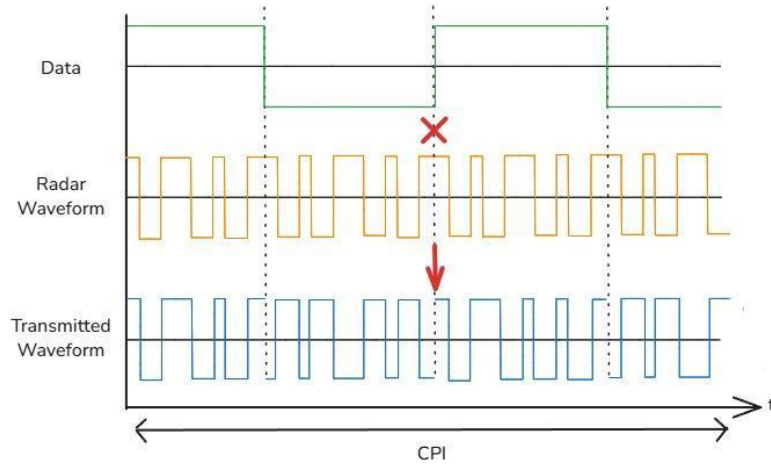 Data
Radar
Waveform
Transmitted
Waveform
t
CPI